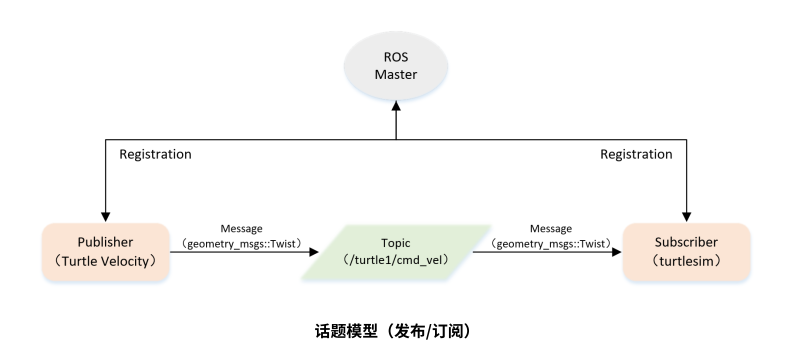 ROS
Master
Registration
Registration
Publisher
（Turtle Velocity）
Message
（geometry_msgs::Twist）
Topic
（/turtle1/cmd_vel）
Message
（geometry_msgs::Twist）
Subscriber
（turtlesim）
话题模型（发布/订阅）